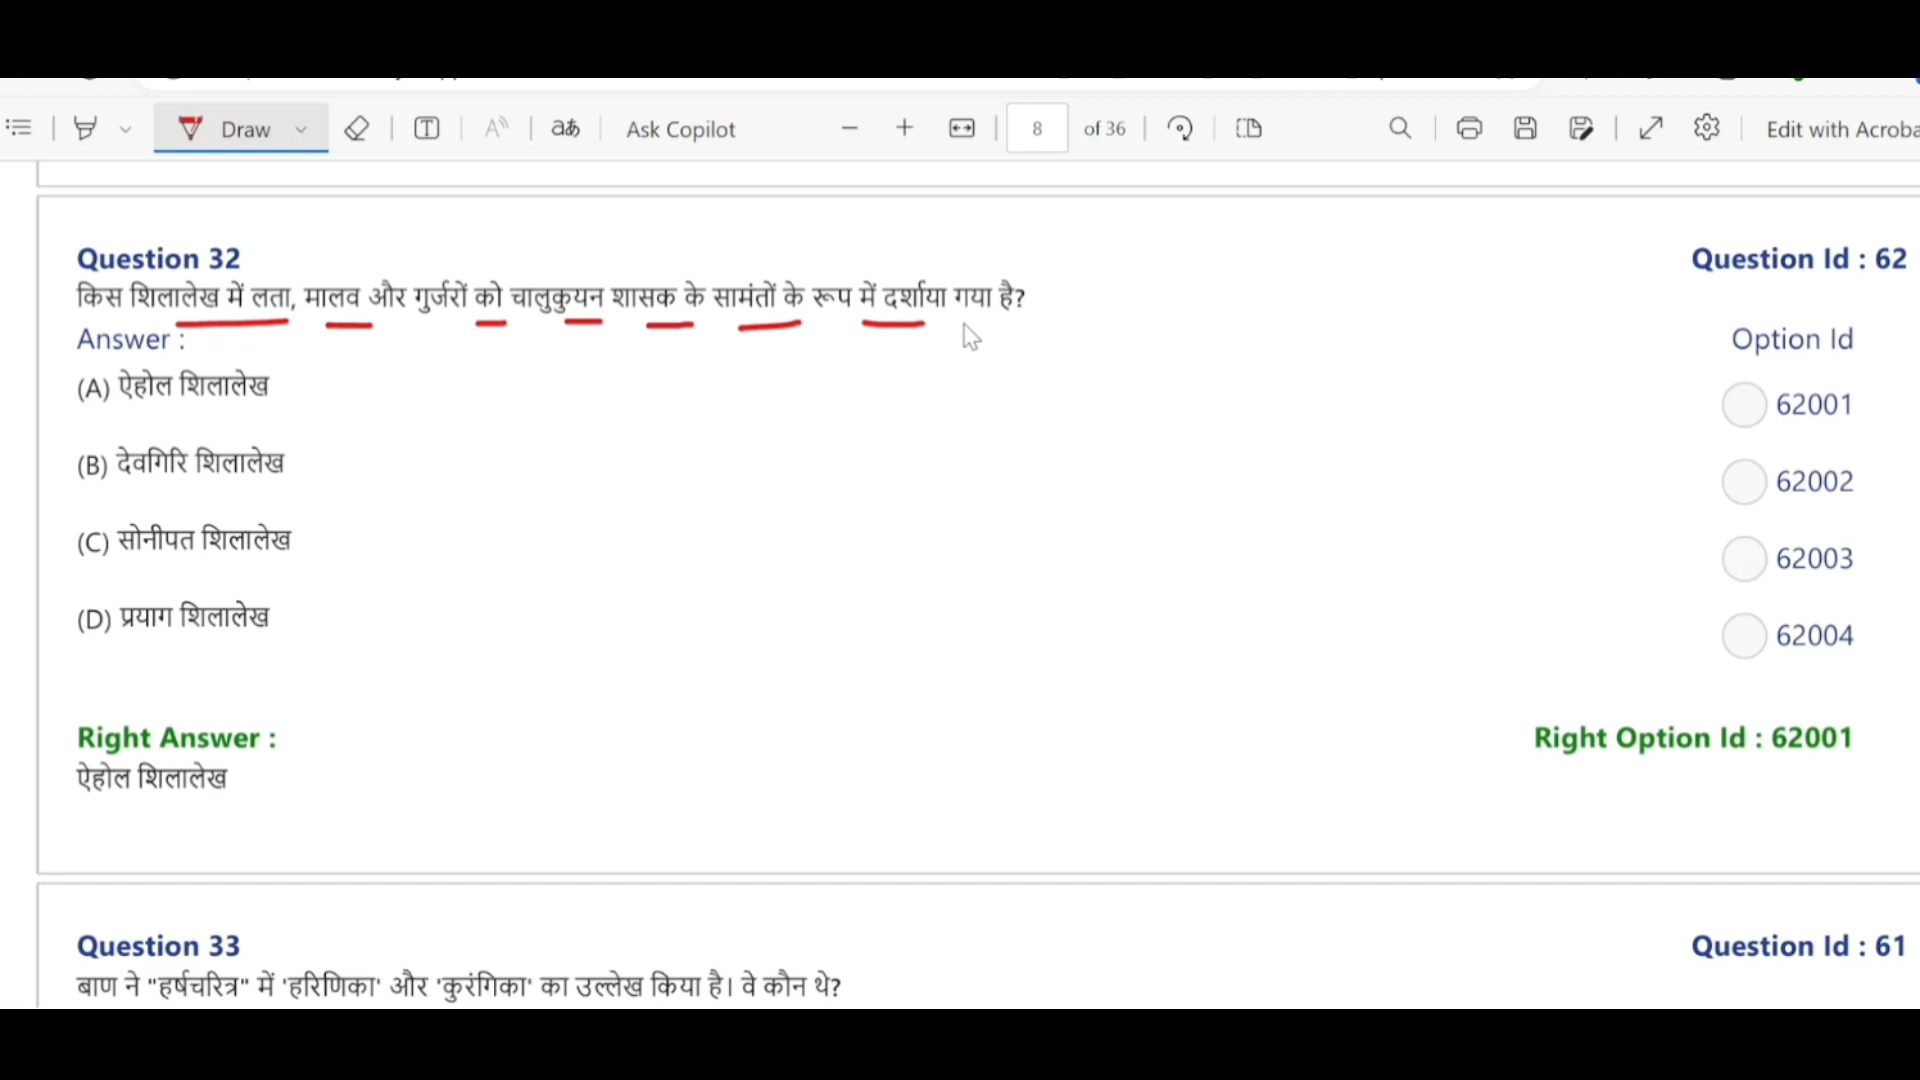 Draw
aあ
Ask Copilot
8 of 36
Edit with Acroba
Question 32
Question Id : 62
किस शिलालेख में लता, मालव और गुर्जरों को चालुकुयन शासक के सामंतों के रूप में दर्शाया गया है?
Answer :
Option Id
(A) ऐहोल शिलालेख
62001
(B) देवगिरि शिलालेख
62002
(C) सोनीपत शिलालेख
62003
(D) प्रयाग शिलालेख
62004
Right Answer :
Right Option Id : 62001
ऐहोल शिलालेख
Question 33
Question Id : 61
बाण ने "हर्षचरित्र" में 'हरिणिका' और 'कुरंगिका' का उल्लेख किया है। वे कौन थे?